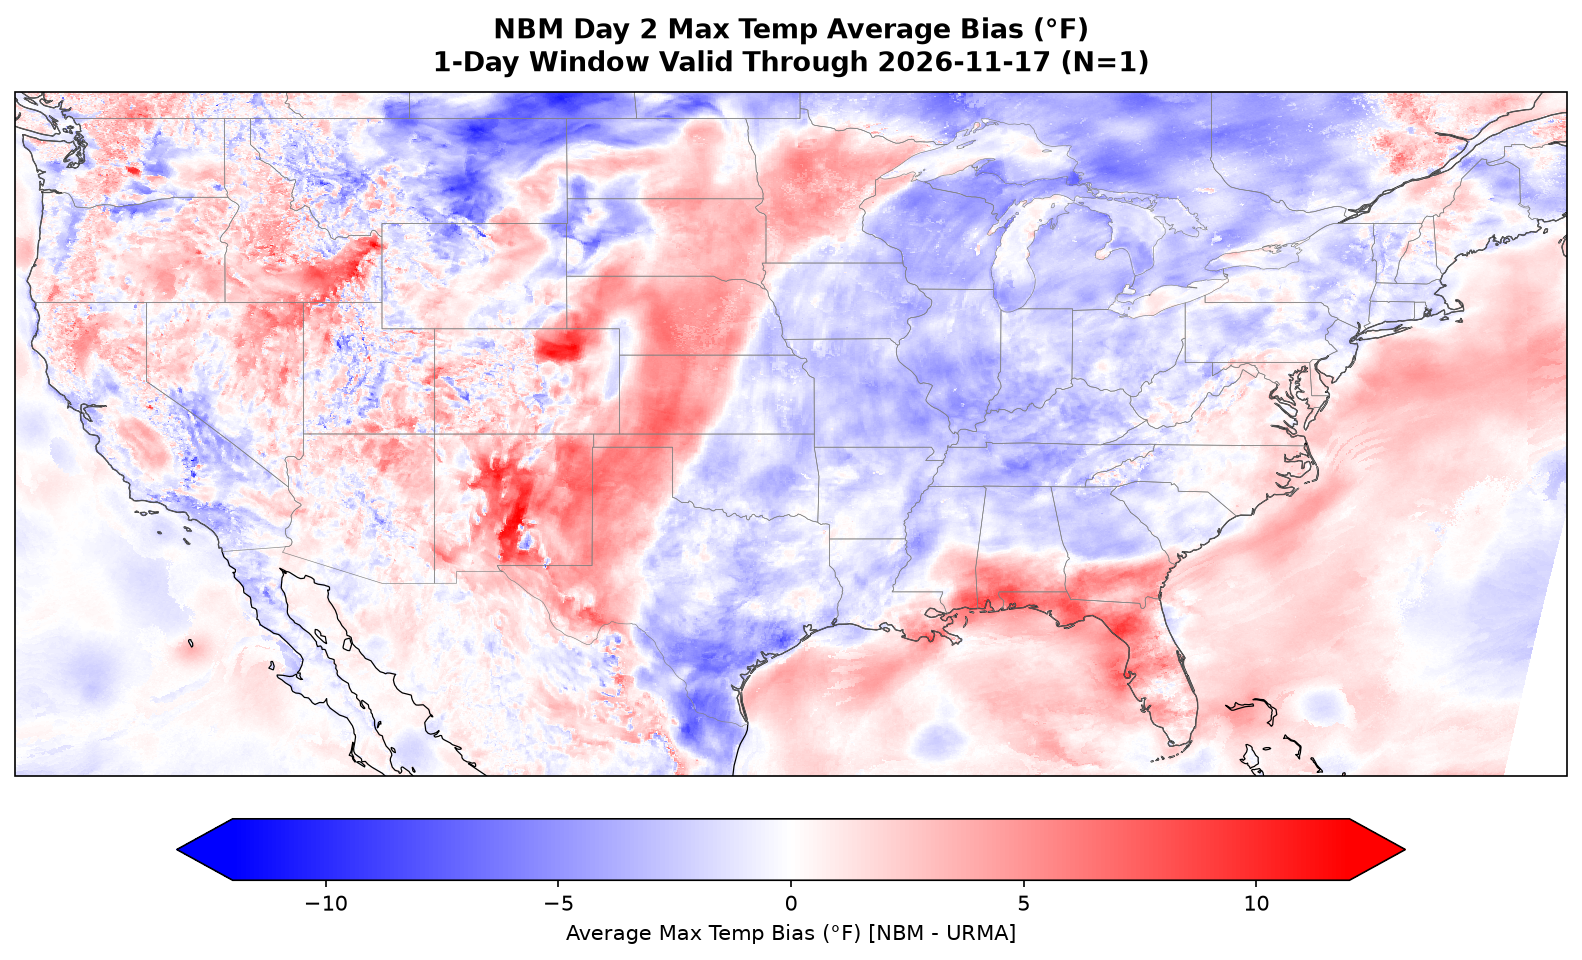 NBM Day 2 Max Temp Average Bias (°F)
1-Day Window Valid Through 2026-11-17 (N=1)
−10 −5 0 5 10
Average Max Temp Bias (°F) [NBM - URMA]